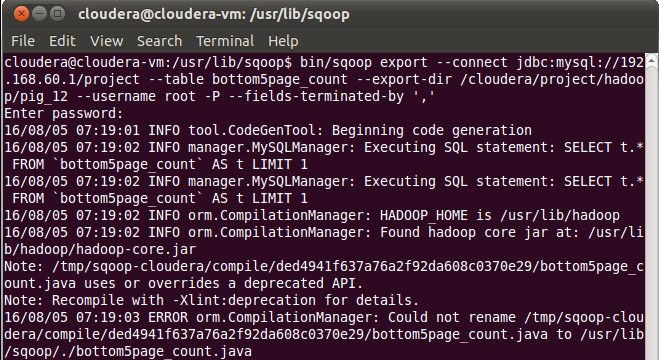 cloudera@cloudera-vm: /usr/lib/sqoop
File Edit View Search Terminal Help
cloudera@cloudera-vm:/usr/lib/sqoop$ bin/sqoop export --connect jdbc:mysql://192
.168.60.1/project --table bottom5page_count --export-dir /cloudera/project/hadoo
p/pig_12 --username root -P --fields-terminated-by ','
Enter password:
16/08/05 07:19:01 INFO tool.CodeGenTool: Beginning code generation
16/08/05 07:19:02 INFO manager.MySQLManager: Executing SQL statement: SELECT t.*
 FROM `bottom5page_count` AS t LIMIT 1
16/08/05 07:19:02 INFO manager.MySQLManager: Executing SQL statement: SELECT t.*
 FROM `bottom5page_count` AS t LIMIT 1
16/08/05 07:19:02 INFO orm.CompilationManager: HADOOP_HOME is /usr/lib/hadoop
16/08/05 07:19:02 INFO orm.CompilationManager: Found hadoop core jar at: /usr/li
b/hadoop/hadoop-core.jar
Note: /tmp/sqoop-cloudera/compile/ded4941f637a76a2f92da608c0370e29/bottom5page_c
ount.java uses or overrides a deprecated API.
Note: Recompile with -Xlint:deprecation for details.
16/08/05 07:19:03 ERROR orm.CompilationManager: Could not rename /tmp/sqoop-clou
dera/compile/ded4941f637a76a2f92da608c0370e29/bottom5page_count.java to /usr/lib
/sqoop/./bottom5page_count.java